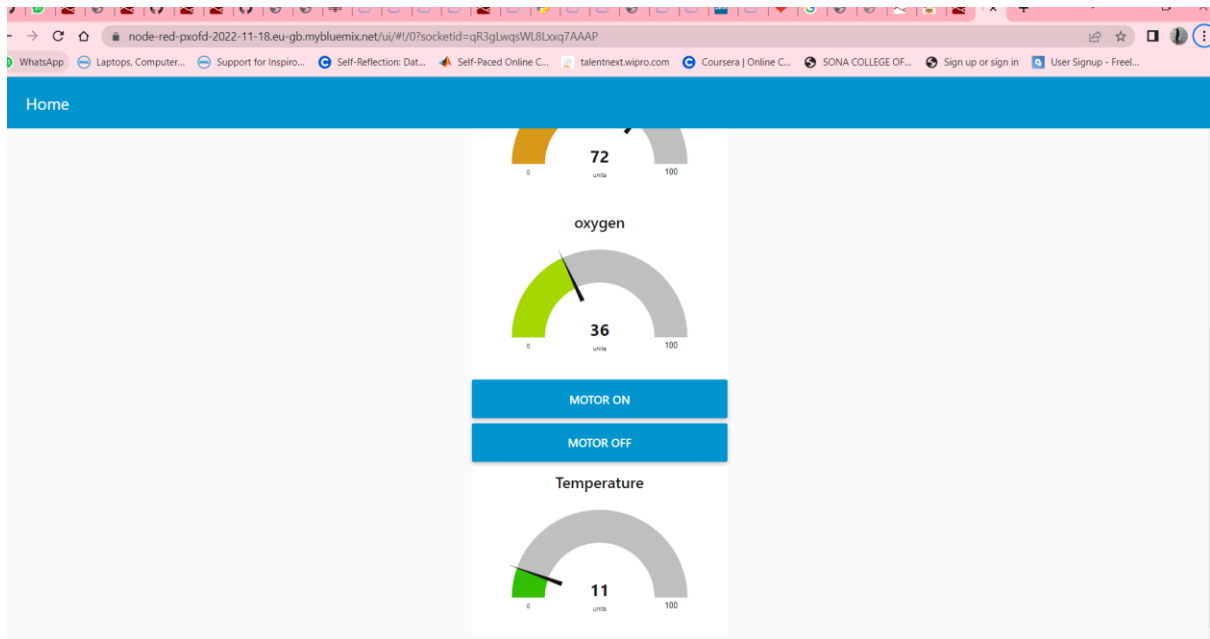 node-red-pxofd-2022-11-18.eu-gb.mybluemix.net/ui/#!/0?socketid=qR3gLwqsWL8Lxxq7AAAP
WhatsApp Laptops, Computer... Support for Inspiro... Self-Reflection: Dat... Self-Paced Online C... talentnext.wipro.com Coursera | Online C... SONA COLLEGE OF... Sign up or sign in User Signup - Freel...
Home
72
0 units 100
oxygen
36
0 units 100
MOTOR ON
MOTOR OFF
Temperature
11
0 units 100